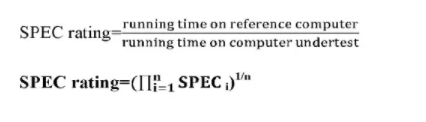 SPEC rating=running time on reference computer / running time on computer undertest
SPEC rating=(∏ⁿᵢ₌₁ SPEC ᵢ)^1/n